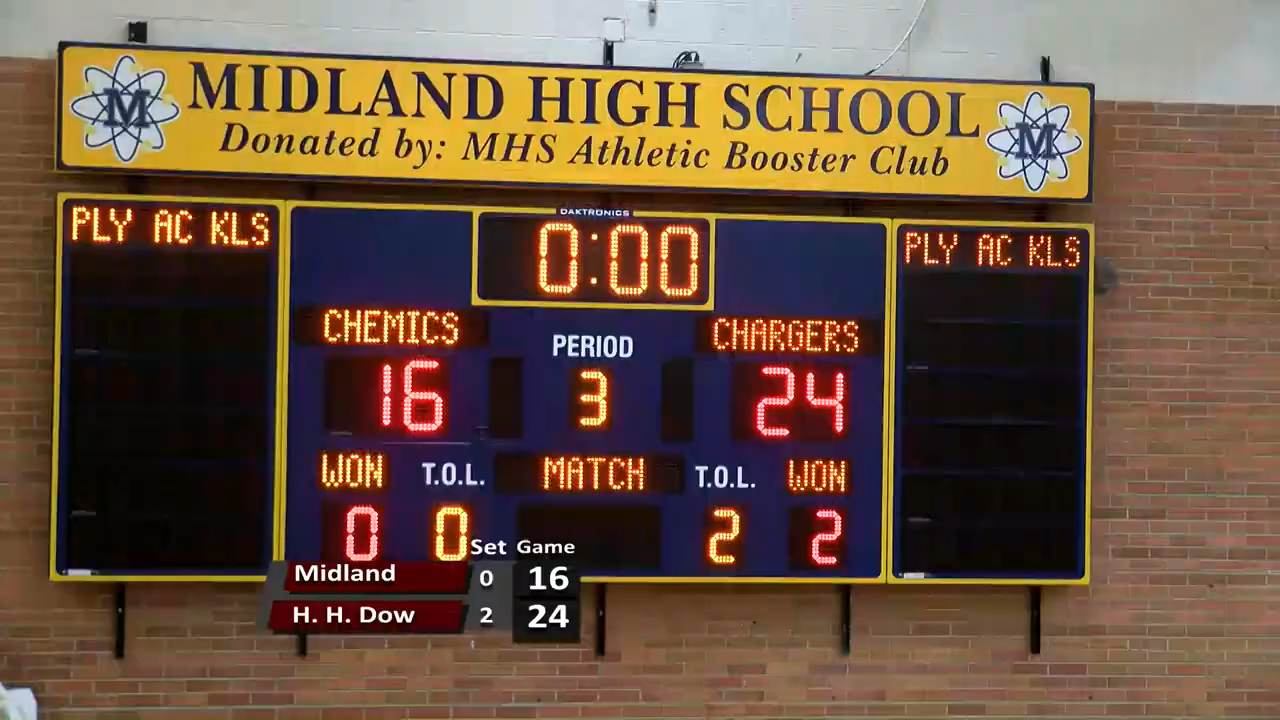 M MIDLAND HIGH SCHOOL M
Donated by: MHS Athletic Booster Club
DAKTRONICS
PLY AC KLS
0:00
PLY AC KLS
CHEMICS
PERIOD
CHARGERS
16
3
24
WON T.O.L. MATCH T.O.L. WON
0 0 2 2
Set Game
Midland 0 16
H. H. Dow 2 24